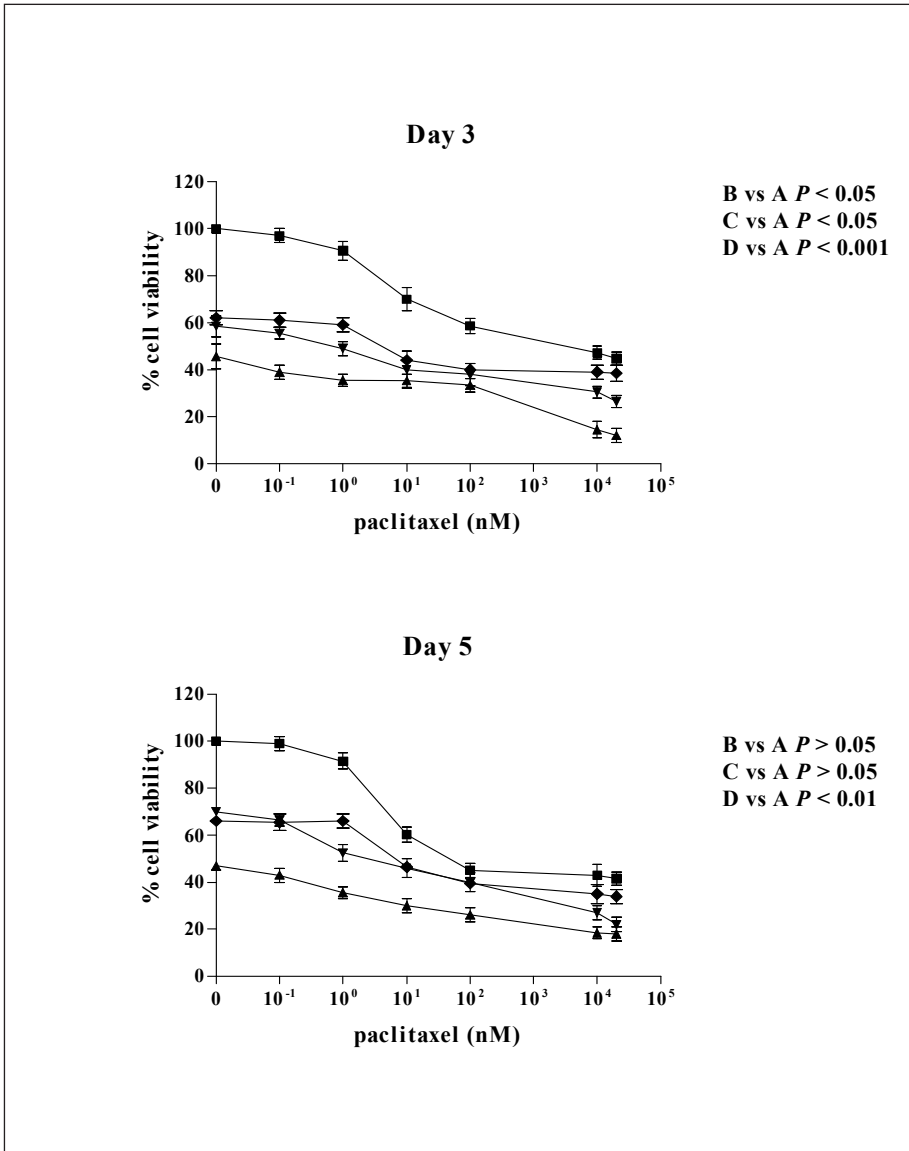 Day 3
120
100
80
60
40
20
0
% cell viability
0 10⁻¹ 10⁰ 10¹ 10² 10³ 10⁴ 10⁵
paclitaxel (nM)
B vs A P < 0.05
C vs A P < 0.05
D vs A P < 0.001
Day 5
120
100
80
60
40
20
0
% cell viability
0 10⁻¹ 10⁰ 10¹ 10² 10³ 10⁴ 10⁵
paclitaxel (nM)
B vs A P > 0.05
C vs A P > 0.05
D vs A P < 0.01